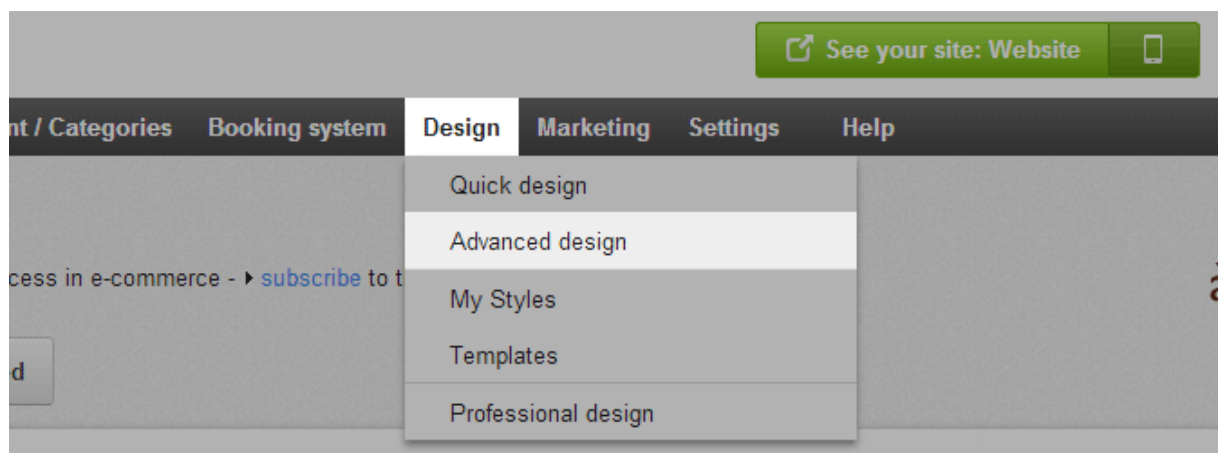 See your site: Website
nt / Categories Booking system Design Marketing Settings Help
Quick design
Advanced design
cess in e-commerce - subscribe to t
My Styles
Templates
ed
Professional design